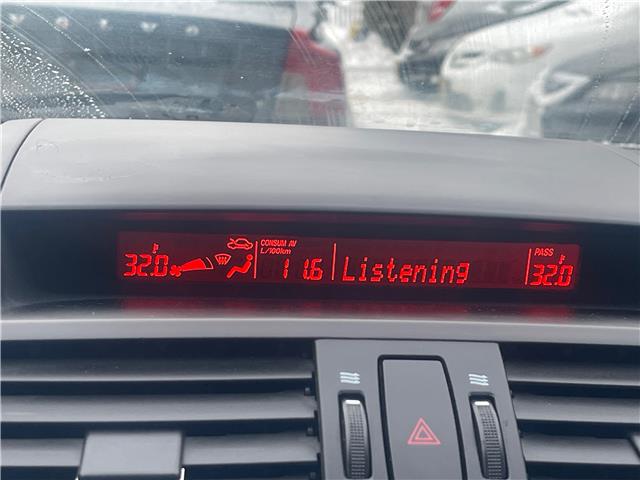 CONSUM AV
L/100km
PASS
32.0 11.6 Listening 32.0